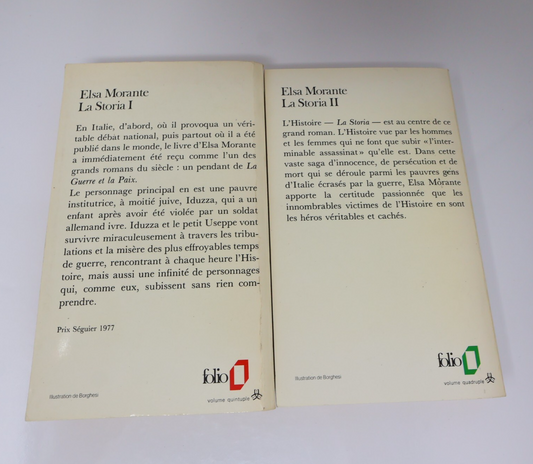 Elsa Morante
La Storia I
En Italie, d'abord, où il provoqua un véri-
table débat national, puis partout où il a été
publié dans le monde, le livre d'Elsa Morante
a immédiatement été reçu comme l'un des
grands romans du siècle : un pendant de La
Guerre et la Paix.
Le personnage principal en est une pauvre
institutrice, à moitié juive, Iduzza, qui a un
enfant après avoir été violée par un soldat
allemand ivre. Iduzza et le petit Useppe vont
survivre miraculeusement à travers les tribu-
lations et la misère des plus effroyables temps
de guerre, rencontrant à chaque heure l'His-
toire, mais aussi une infinité de personnages
qui, comme eux, subissent sans rien com-
prendre.
Prix Séguier 1977
folio
Illustration de Borghesi
volume quintuple
Elsa Morante
La Storia II
L'Histoire — La Storia — est au centre de ce
grand roman. L'Histoire vue par les hommes
et les femmes qui ne font que subir « l'inter-
minable assassinat » qu'elle est. Dans cette
vaste saga d'innocence, de persécution et de
mort qui se déroule parmi les pauvres gens
d'Italie écrasés par la guerre, Elsa Morante
apporte la certitude passionnée que les
innombrables victimes de l'Histoire en sont
les héros véritables et cachés.
folio
Illustration de Borghesi
volume quadruple